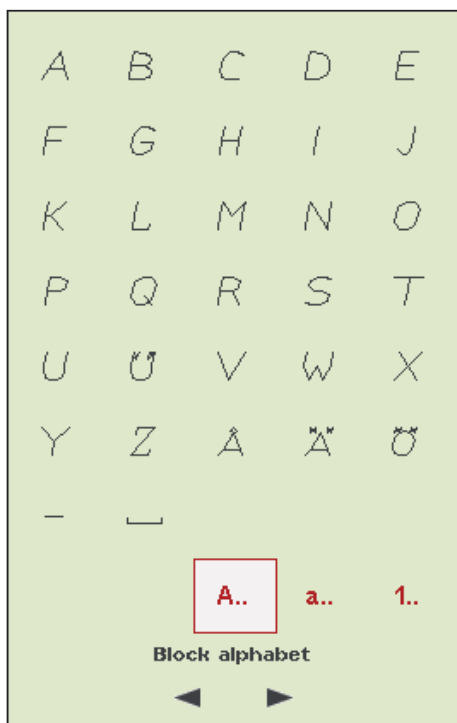 A B C D E
F G H I J
K L M N O
P Q R S T
U Ü V W X
Y Z Å Ä Ö
– ⎵
A.. a.. 1..
Block alphabet